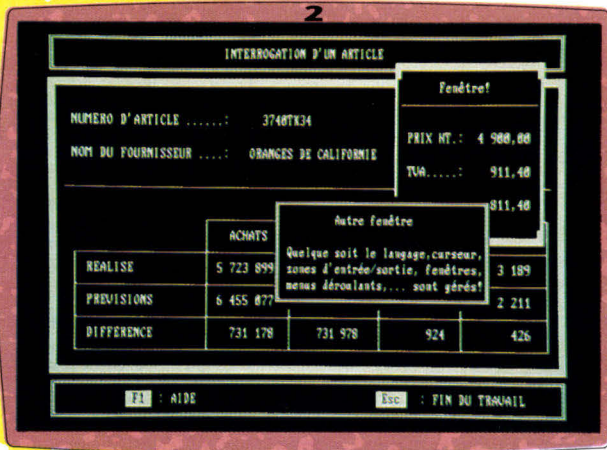 2
INTERROGATION D'UN ARTICLE
Fenêtre!
NUMERO D'ARTICLE ......: 3740TK34
PRIX HT.: 4 900,00
NOM DU FOURNISSEUR ....: ORANGES DE CALIFORNIE
TVA.....: 911,40
811,40
Autre fenêtre
ACHATS
Quelque soit le langage,curseur,
zones d'entrée/sortie, fenêtres,
menus déroulants,... sont gérés!
REALISE 5 723 899 3 189
PREVISIONS 6 455 077 2 211
DIFFERENCE 731 178 731 978 924 426
F1 : AIDE Esc : FIN DU TRAVAIL